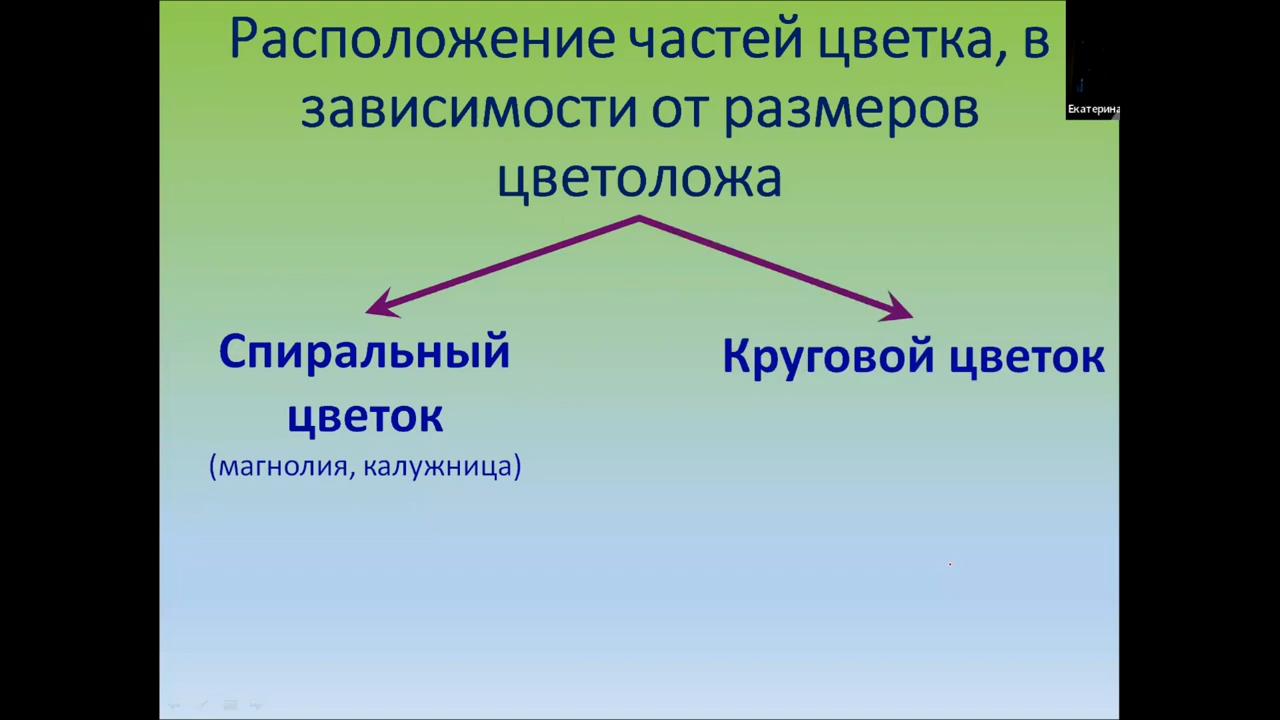 Расположение частей цветка, в
зависимости от размеров
цветоложа
Екатерина
Спиральный
цветок
(магнолия, калужница)
Круговой цветок